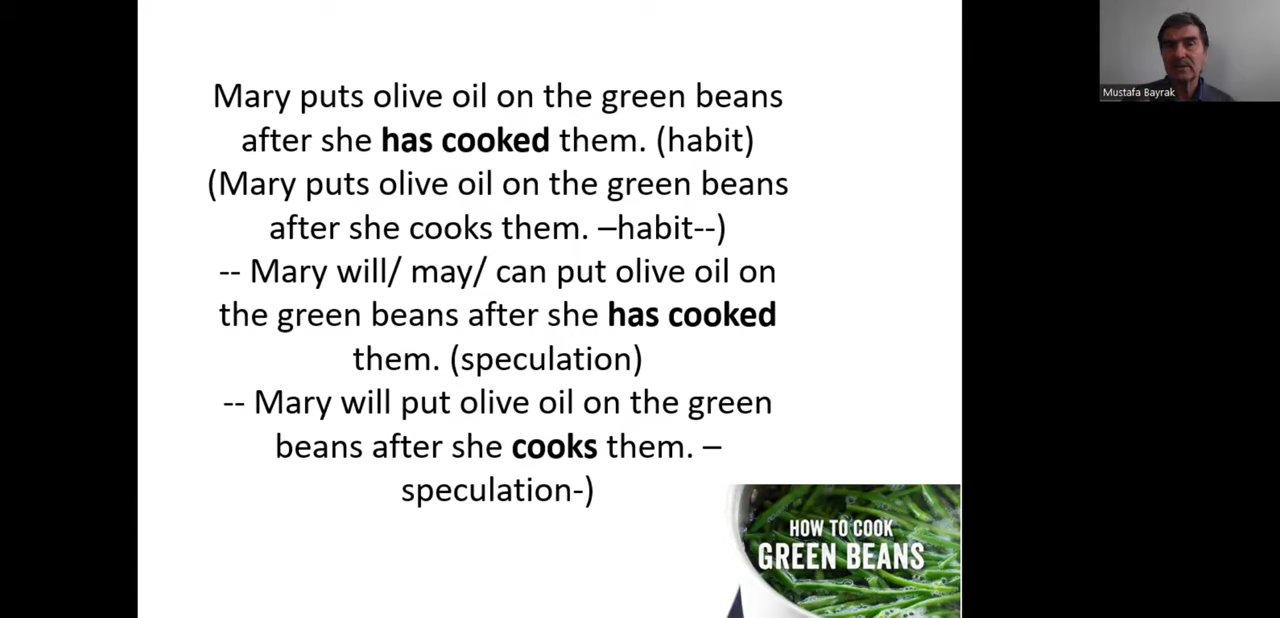 Mary puts olive oil on the green beans
after she has cooked them. (habit)
(Mary puts olive oil on the green beans
after she cooks them. –habit--)
-- Mary will/ may/ can put olive oil on
the green beans after she has cooked
them. (speculation)
-- Mary will put olive oil on the green
beans after she cooks them. –
speculation-)
HOW TO COOK
GREEN BEANS
Mustafa Bayrak